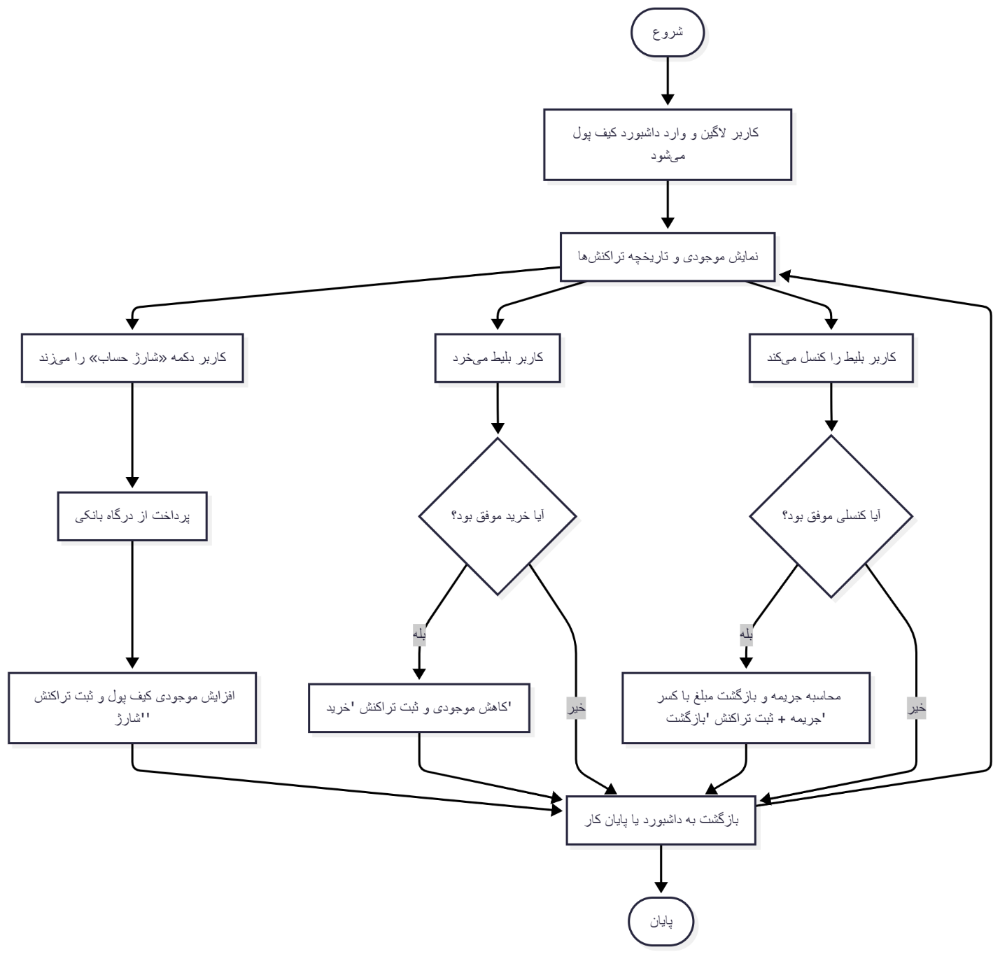 شروع
کاربر لاگین و وارد داشبورد کیف پول
می‌شود
نمایش موجودی و تاریخچه تراکنش‌ها
کاربر دکمه «شارژ حساب» را می‌زند
کاربر بلیط می‌خرد
کاربر بلیط را کنسل می‌کند
پرداخت از درگاه بانکی
آیا خرید موفق بود؟
آیا کنسلی موفق بود؟
بله
بله
افزایش موجودی کیف پول و ثبت تراکنش
'شارژ'
کاهش موجودی و ثبت تراکنش 'خرید'
خیر
محاسبه جریمه و بازگشت مبلغ با کسر
جریمه + ثبت تراکنش 'بازگشت'
خیر
بازگشت به داشبورد یا پایان کار
پایان